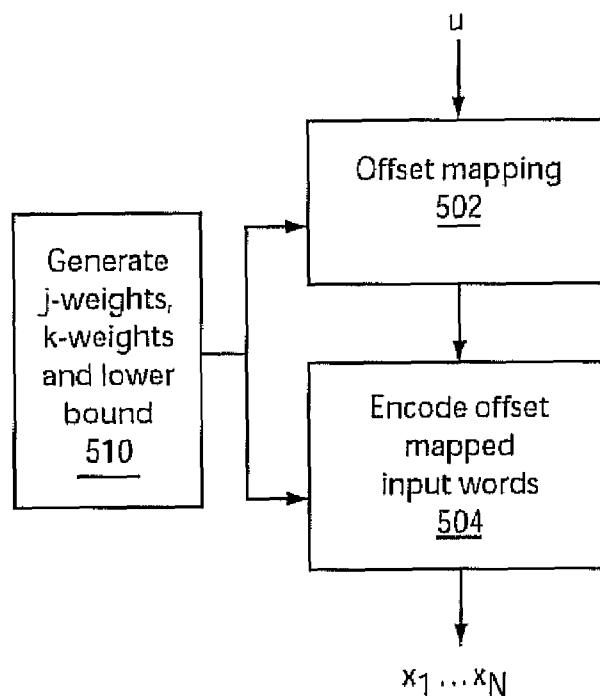 u
Offset mapping
502
Generate
j-weights,
k-weights
and lower
bound
510
Encode offset
mapped
input words
504
x1 ... xN